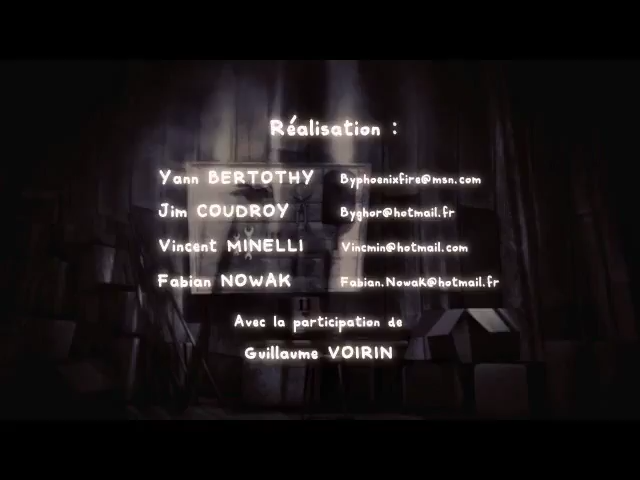 Réalisation :
Yann BERTOTHY Byphoenixfire@msn.com
Jim COUDROY Byghor@hotmail.fr
Vincent MINELLI Vincmin@hotmail.com
Fabian NOWAK Fabian.NowaK@hotmail.fr
Avec la participation de
Guillaume VOIRIN